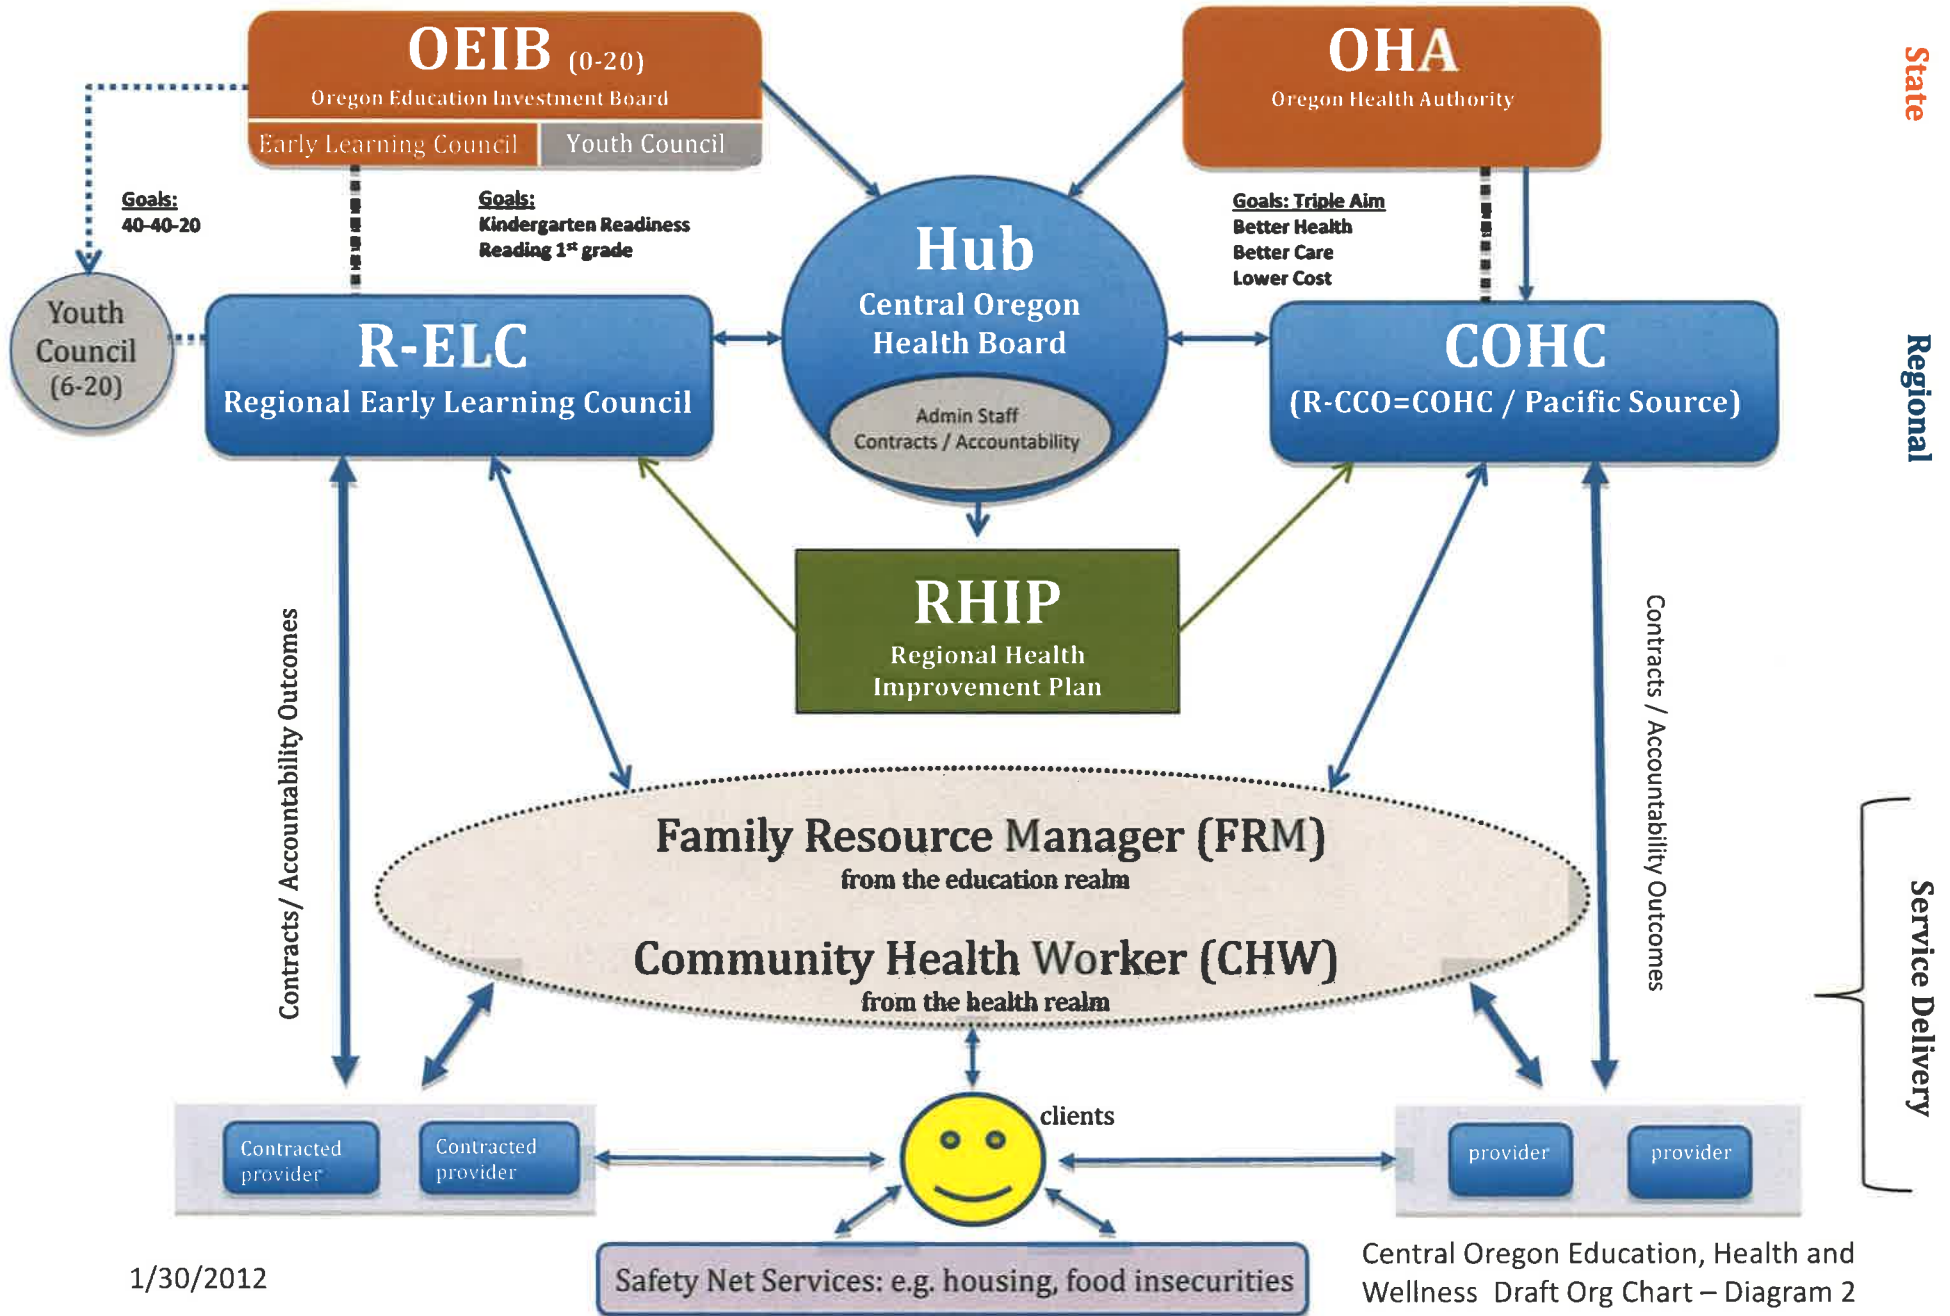 OEIB (0-20)
Oregon Education Investment Board
Early Learning Council
Youth Council
OHA
Oregon Health Authority
State
Goals:
40-40-20
Goals:
Kindergarten Readiness
Reading 1st grade
Goals: Triple Aim
Better Health
Better Care
Lower Cost
Hub
Central Oregon
Health Board
Admin Staff
Contracts / Accountability
Youth
Council
(6-20)
R-ELC
Regional Early Learning Council
COHC
(R-CCO=COHC / Pacific Source)
Regional
RHIP
Regional Health
Improvement Plan
Contracts/ Accountability Outcomes
Contracts / Accountability Outcomes
Family Resource Manager (FRM)
from the education realm
Community Health Worker (CHW)
from the health realm
Service Delivery
clients
Contracted
provider
Contracted
provider
provider
provider
Safety Net Services: e.g. housing, food insecurities
1/30/2012
Central Oregon Education, Health and
Wellness Draft Org Chart – Diagram 2